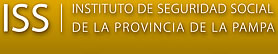 ISS
INSTITUTO DE SEGURIDAD SOCIAL
DE LA PROVINCIA DE LA PAMPA